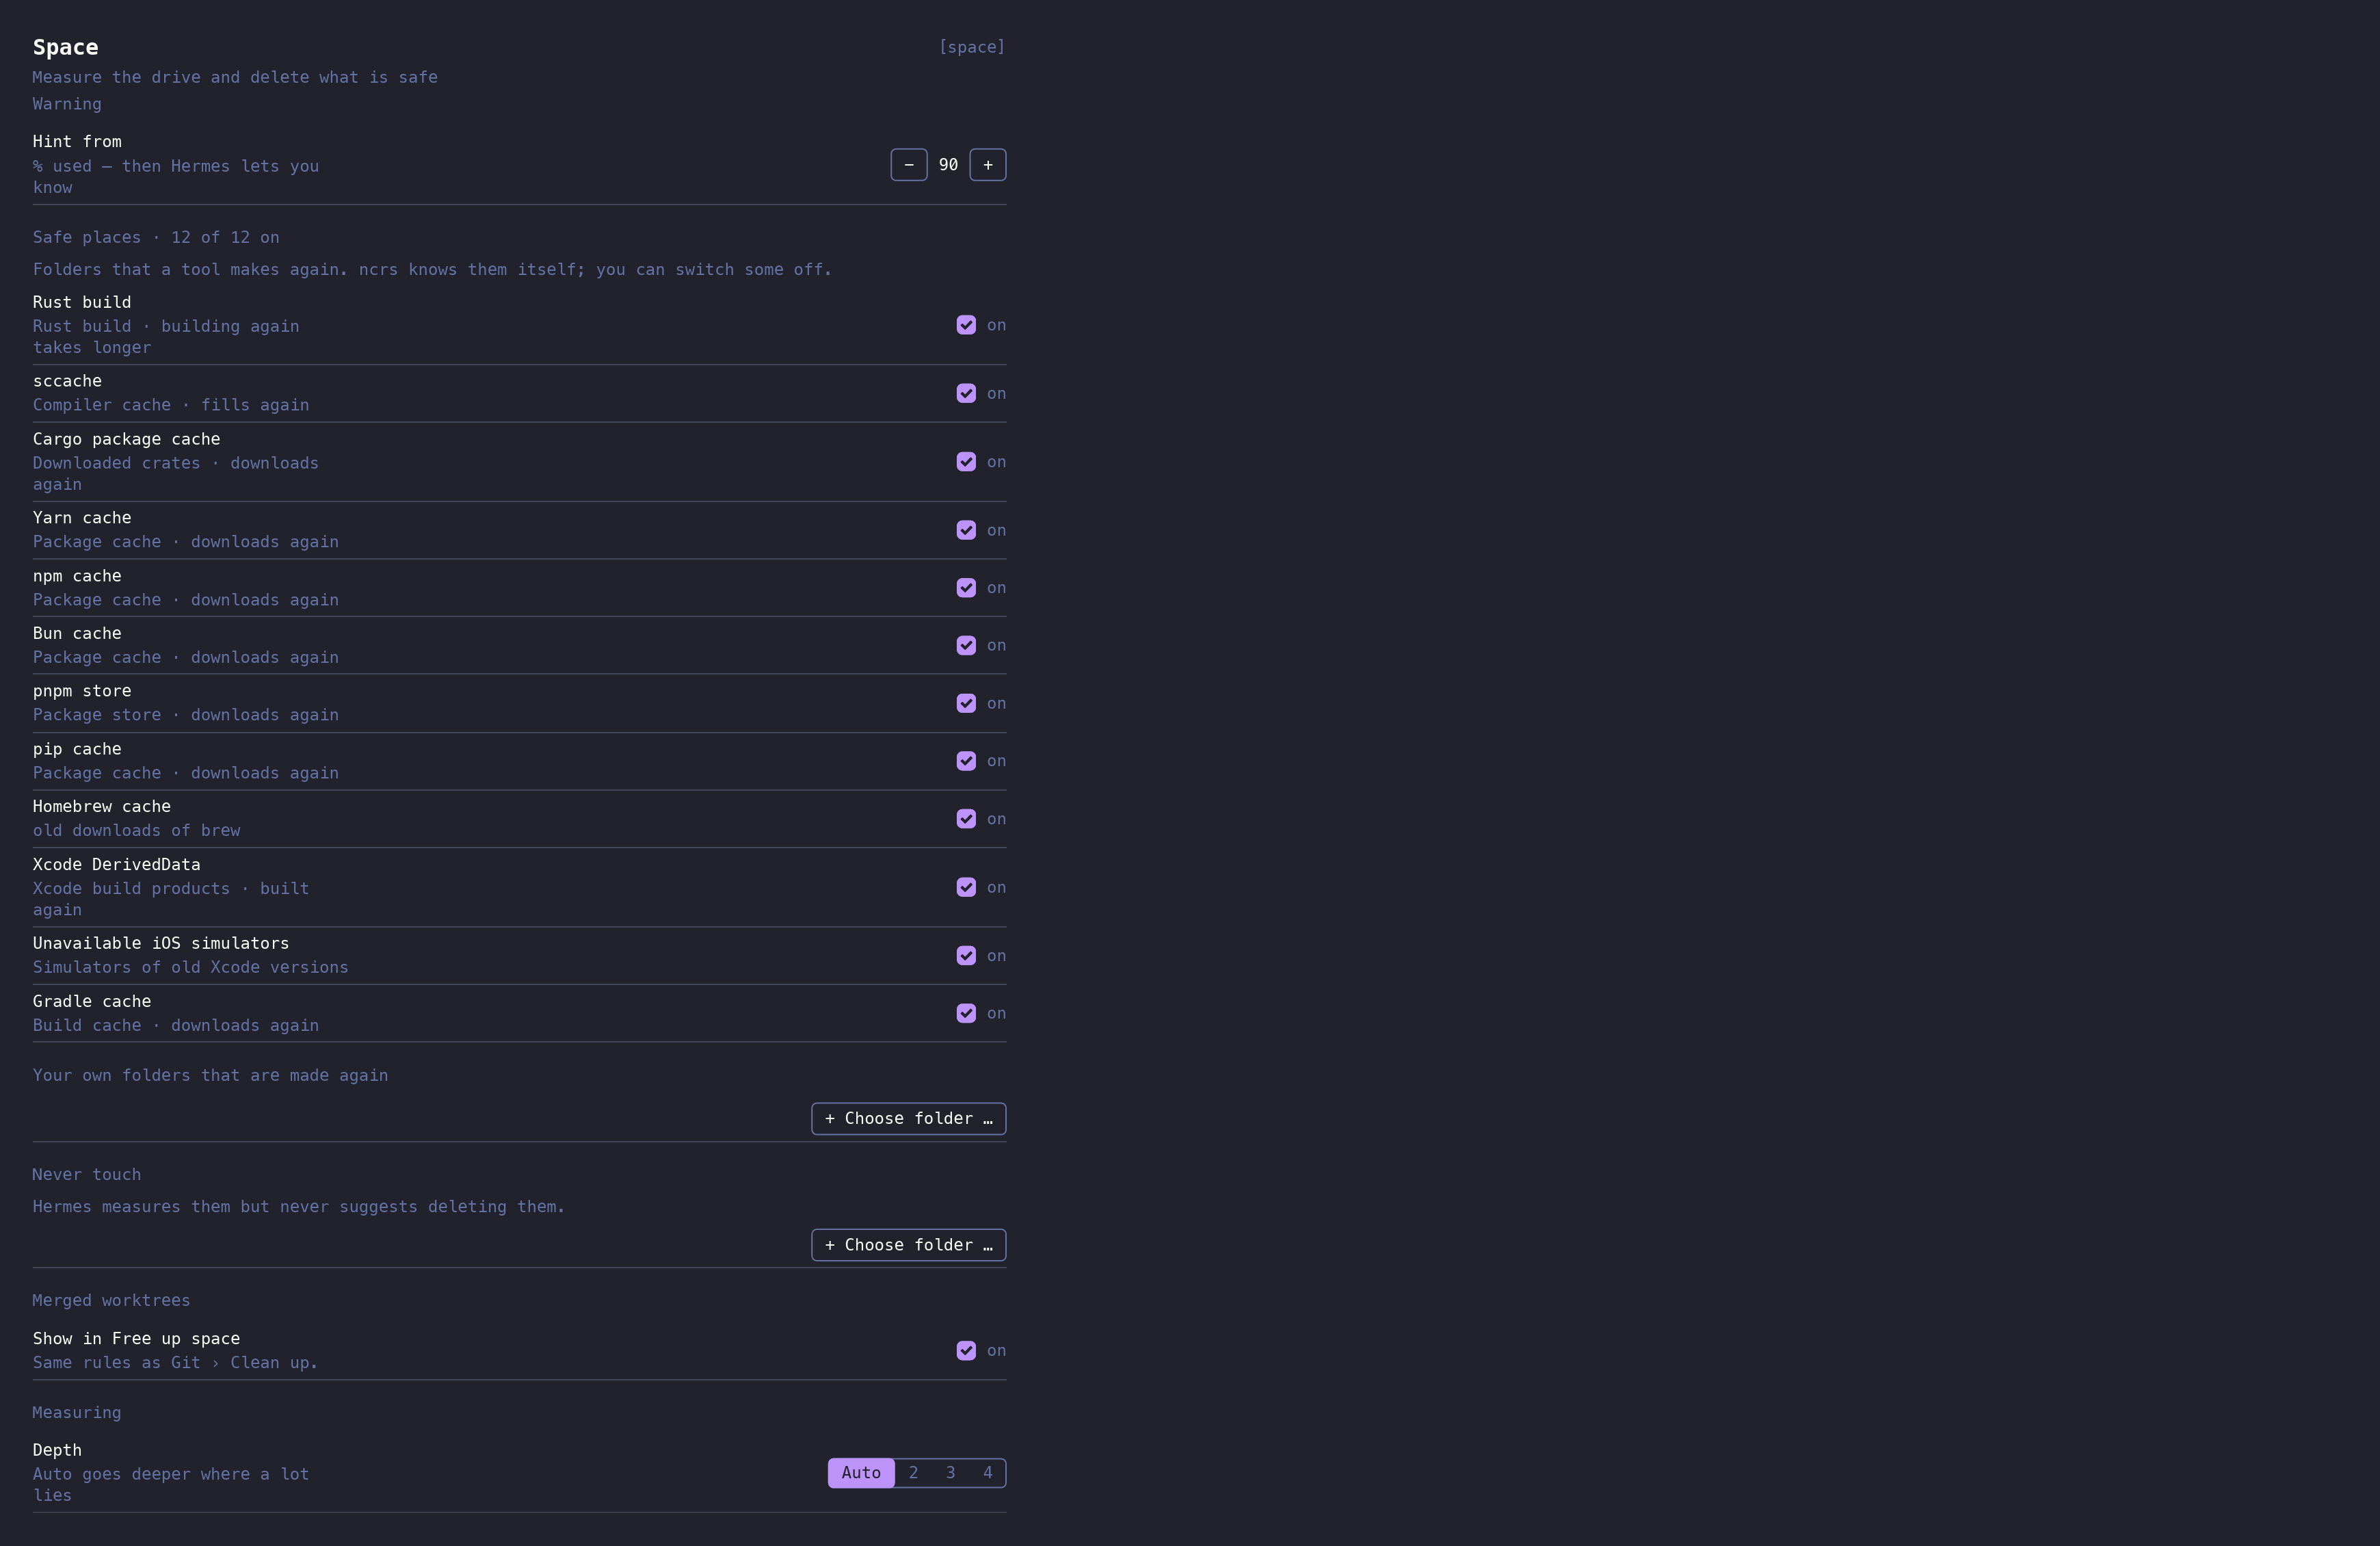 Space
[space]
Measure the drive and delete what is safe
Warning
Hint from
% used — then Hermes lets you
know
− 90 +
Safe places · 12 of 12 on
Folders that a tool makes again. ncrs knows them itself; you can switch some off.
Rust build
Rust build · building again
takes longer
on
sccache
Compiler cache · fills again
on
Cargo package cache
Downloaded crates · downloads
again
on
Yarn cache
Package cache · downloads again
on
npm cache
Package cache · downloads again
on
Bun cache
Package cache · downloads again
on
pnpm store
Package store · downloads again
on
pip cache
Package cache · downloads again
on
Homebrew cache
old downloads of brew
on
Xcode DerivedData
Xcode build products · built
again
on
Unavailable iOS simulators
Simulators of old Xcode versions
on
Gradle cache
Build cache · downloads again
on
Your own folders that are made again
+ Choose folder …
Never touch
Hermes measures them but never suggests deleting them.
+ Choose folder …
Merged worktrees
Show in Free up space
Same rules as Git › Clean up.
on
Measuring
Depth
Auto goes deeper where a lot
lies
Auto 2 3 4